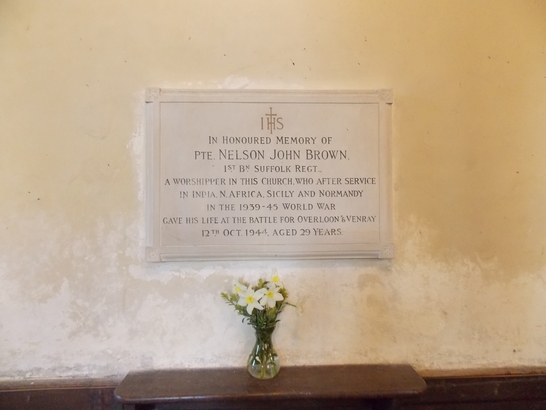 IHS
IN HONOURED MEMORY OF
PTE. NELSON JOHN BROWN,
1ST BN SUFFOLK REGT.,
A WORSHIPPER IN THIS CHURCH, WHO AFTER SERVICE
IN INDIA, N. AFRICA, SICILY AND NORMANDY
IN THE 1939-45 WORLD WAR
GAVE HIS LIFE AT THE BATTLE FOR OVERLOON & VENRAY
12TH OCT. 1944, AGED 29 YEARS.